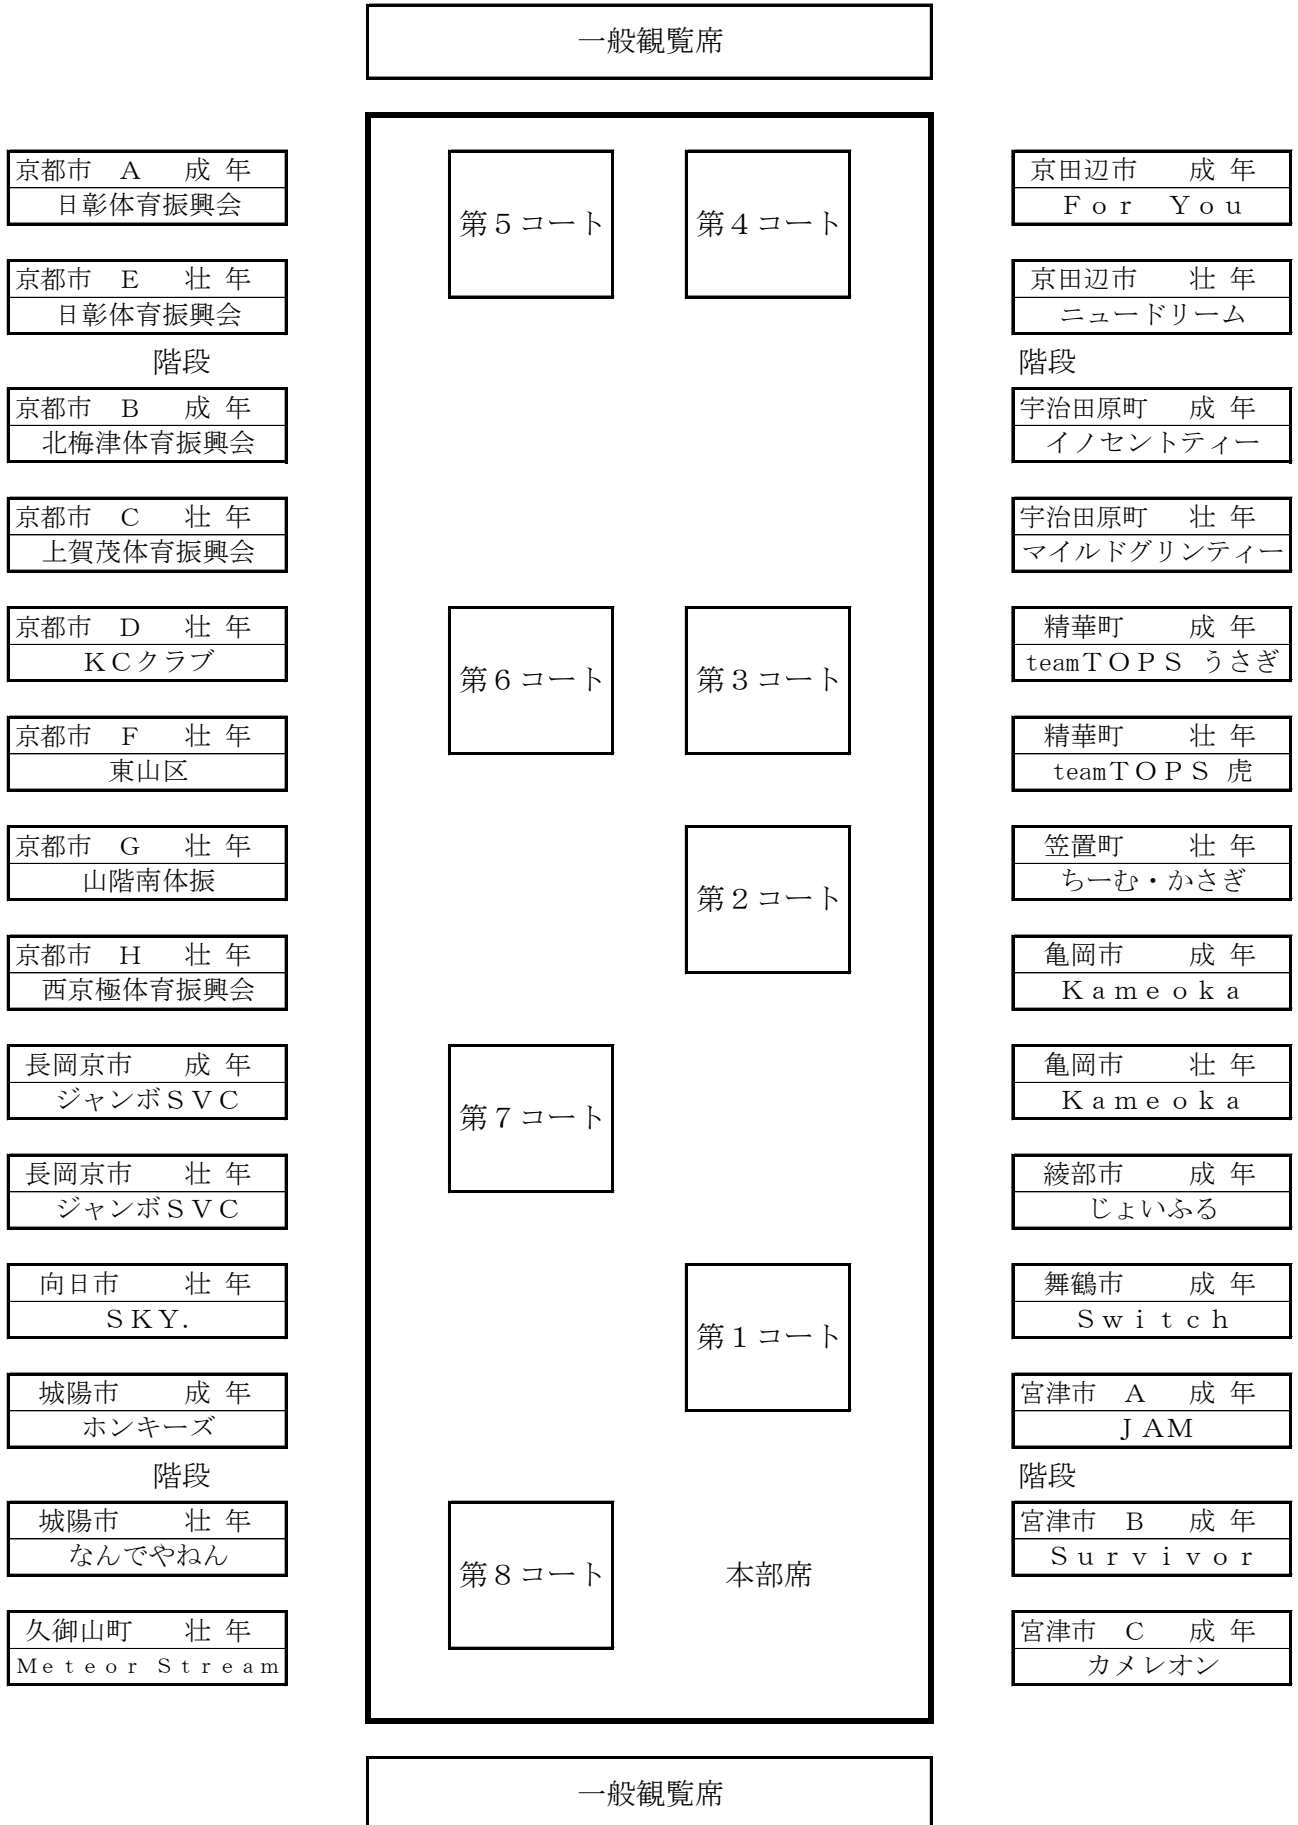 一般観覧席
京都市 A 成 年
日彰体育振興会
京都市 E 壮 年
日彰体育振興会
階段
京都市 B 成 年
北梅津体育振興会
京都市 C 壮 年
上賀茂体育振興会
京都市 D 壮 年
KCクラブ
京都市 F 壮 年
東山区
京都市 G 壮 年
山階南体振
京都市 H 壮 年
西京極体育振興会
長岡京市 成 年
ジャンボSVC
長岡京市 壮 年
ジャンボSVC
向日市 壮 年
SKY.
城陽市 成 年
ホンキーズ
階段
城陽市 壮 年
なんでやねん
久御山町 壮 年
Meteor Stream
第5コート
第4コート
第6コート
第3コート
第2コート
第7コート
第1コート
第8コート
本部席
京田辺市 成 年
For You
京田辺市 壮 年
ニュードリーム
階段
宇治田原町 成 年
イノセントティー
宇治田原町 壮 年
マイルドグリンティー
精華町 成 年
teamTOPS うさぎ
精華町 壮 年
teamTOPS 虎
笠置町 壮 年
ちーむ・かさぎ
亀岡市 成 年
Kameoka
亀岡市 壮 年
Kameoka
綾部市 成 年
じょいふる
舞鶴市 成 年
Switch
宮津市 A 成 年
JAM
階段
宮津市 B 成 年
Survivor
宮津市 C 成 年
カメレオン
一般観覧席